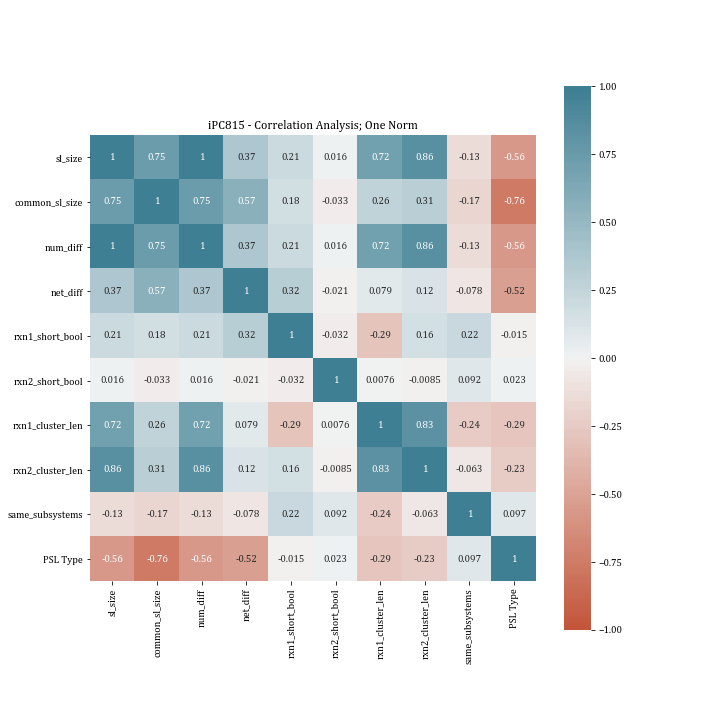 iPC815 - Correlation Analysis; One Norm
sl_size 1 0.75 1 0.37 0.21 0.016 0.72 0.86 -0.13 -0.56
common_sl_size 0.75 1 0.75 0.57 0.18 -0.033 0.26 0.31 -0.17 -0.76
num_diff 1 0.75 1 0.37 0.21 0.016 0.72 0.86 -0.13 -0.56
net_diff 0.37 0.57 0.37 1 0.32 -0.021 0.079 0.12 -0.078 -0.52
rxn1_short_bool 0.21 0.18 0.21 0.32 1 -0.032 -0.29 0.16 0.22 -0.015
rxn2_short_bool 0.016 -0.033 0.016 -0.021 -0.032 1 0.0076 -0.0085 0.092 0.023
rxn1_cluster_len 0.72 0.26 0.72 0.079 -0.29 0.0076 1 0.83 -0.24 -0.29
rxn2_cluster_len 0.86 0.31 0.86 0.12 0.16 -0.0085 0.83 1 -0.063 -0.23
same_subsystems -0.13 -0.17 -0.13 -0.078 0.22 0.092 -0.24 -0.063 1 0.097
PSL Type -0.56 -0.76 -0.56 -0.52 -0.015 0.023 -0.29 -0.23 0.097 1
sl_size
common_sl_size
num_diff
net_diff
rxn1_short_bool
rxn2_short_bool
rxn1_cluster_len
rxn2_cluster_len
same_subsystems
PSL Type
1.00
0.75
0.50
0.25
0.00
−0.25
−0.50
−0.75
−1.00